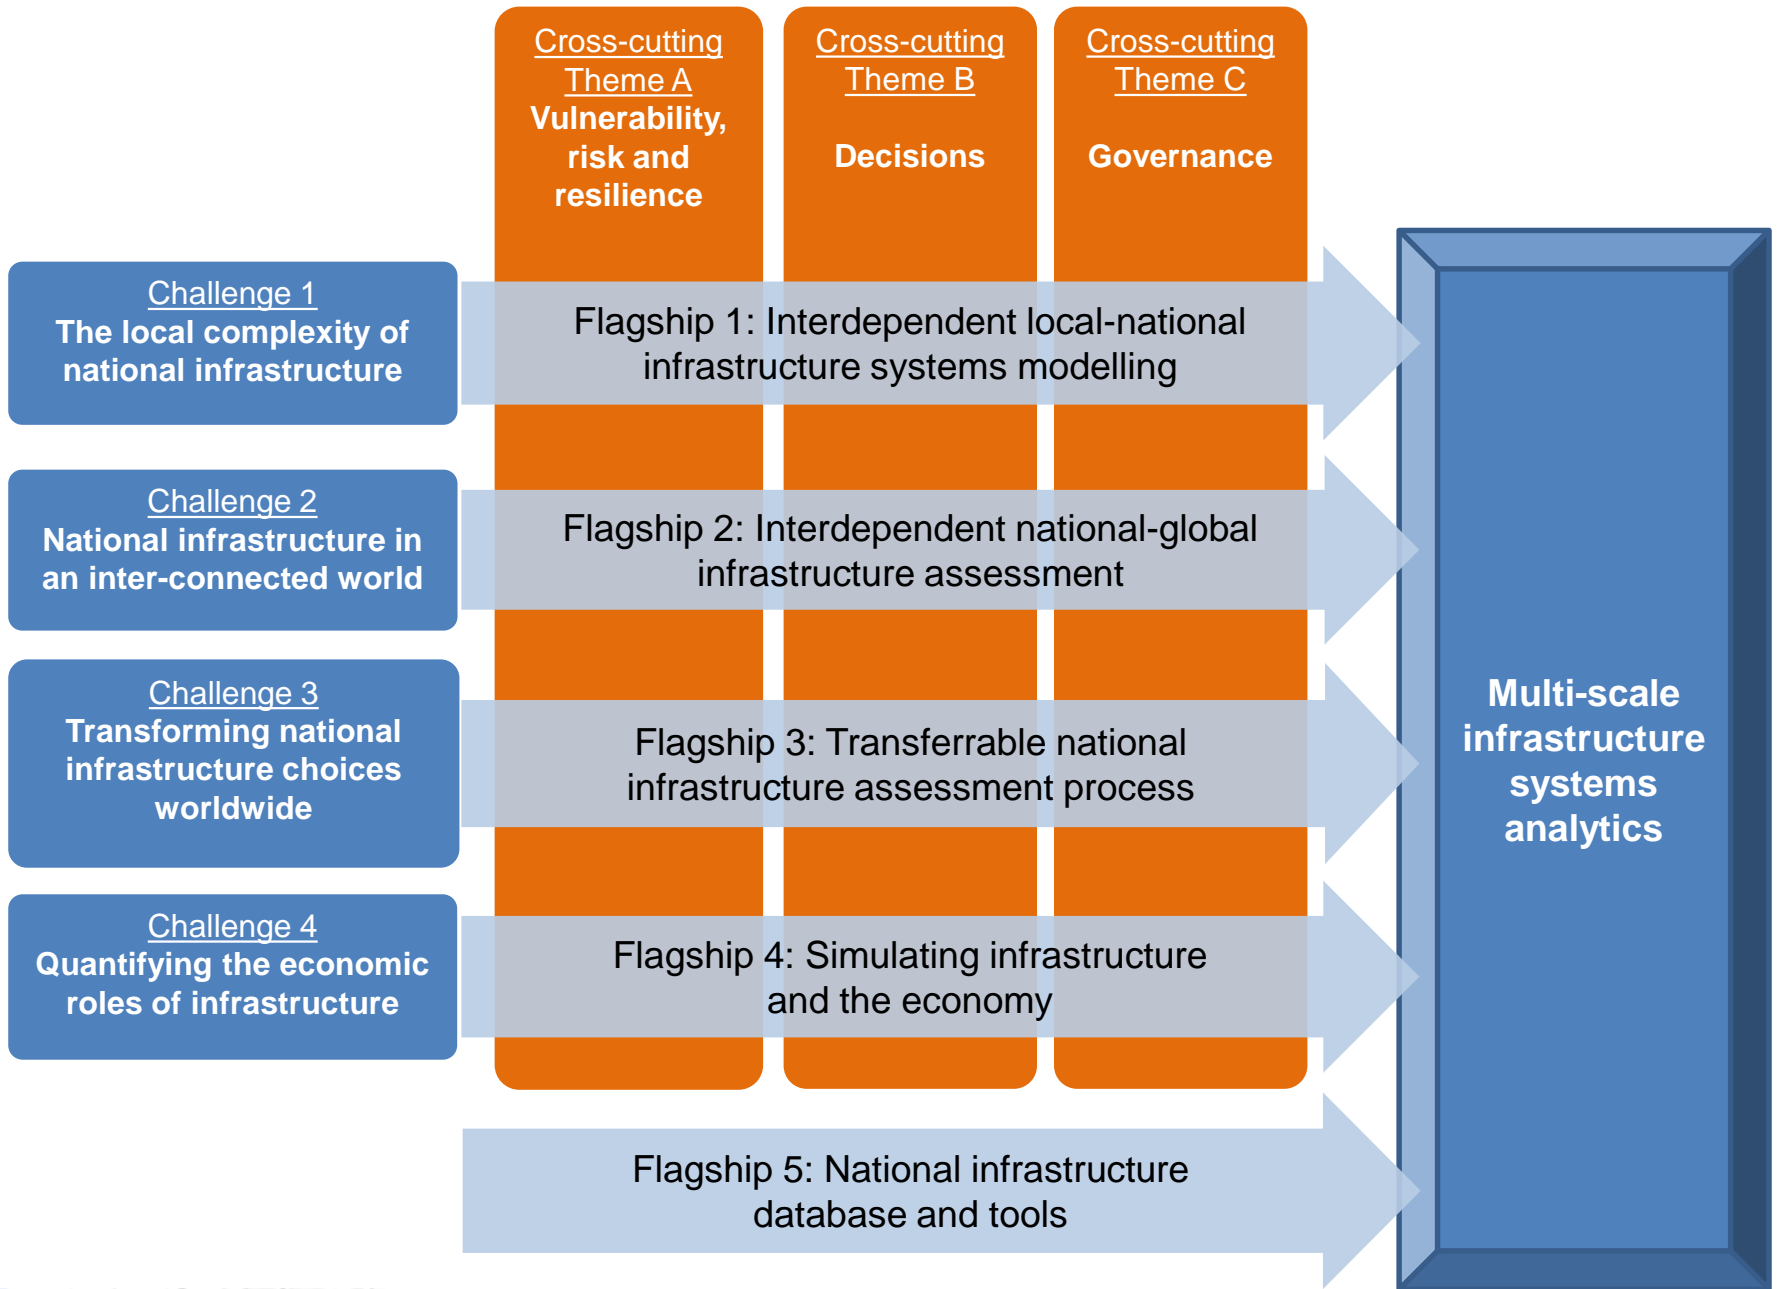 Cross-cutting
Theme A
Vulnerability,
risk and
resilience
Cross-cutting
Theme B
Decisions
Cross-cutting
Theme C
Governance
Challenge 1
The local complexity of
national infrastructure
Flagship 1: Interdependent local-national
infrastructure systems modelling
Challenge 2
National infrastructure in
an inter-connected world
Flagship 2: Interdependent national-global
infrastructure assessment
Challenge 3
Transforming national
infrastructure choices
worldwide
Flagship 3: Transferrable national
infrastructure assessment process
Challenge 4
Quantifying the economic
roles of infrastructure
Flagship 4: Simulating infrastructure
and the economy
Flagship 5: National infrastructure
database and tools
Multi-scale
infrastructure
systems
analytics